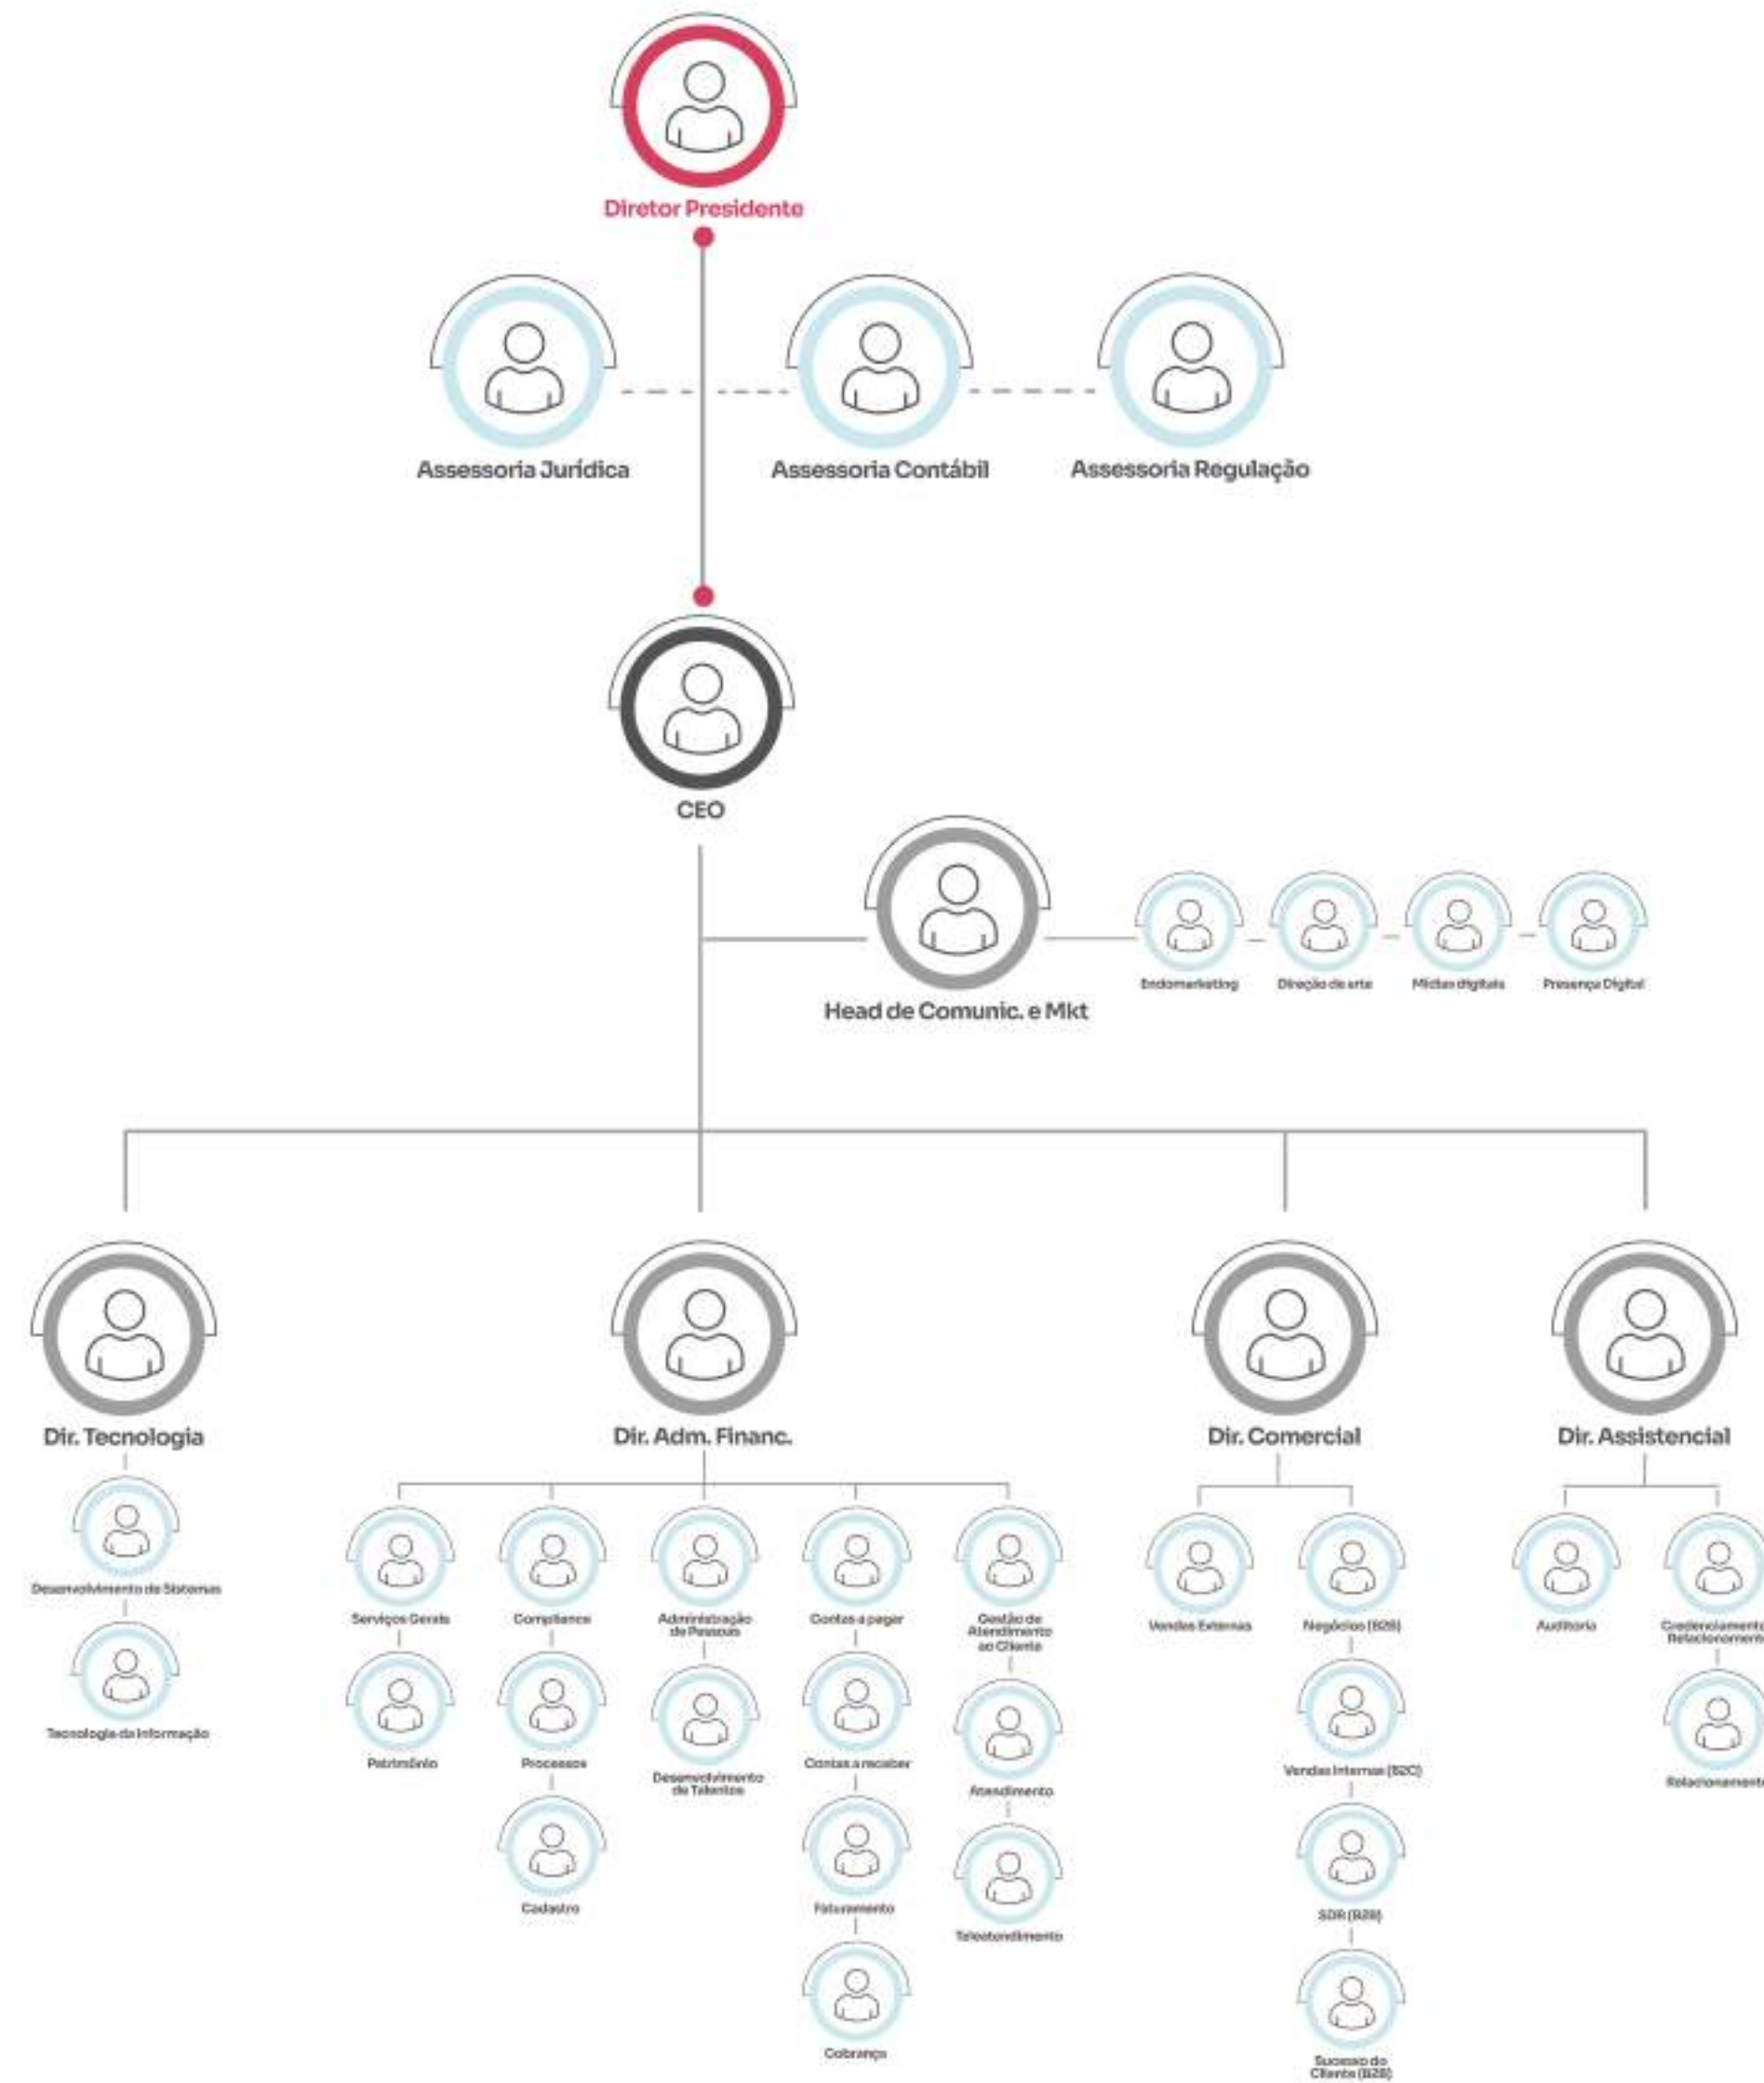 Diretor Presidente
Assessoria Jurídica
Assessoria Contábil
Assessoria Regulação
CEO
Head de Comunic. e Mkt
Endomarketing
Direção de arte
Mídias digitais
Presença Digital
Dir. Tecnologia
Dir. Adm. Financ.
Dir. Comercial
Dir. Assistencial
Desenvolvimento de Sistemas
Tecnologia da Informação
Serviços Gerais
Patrimônio
Compliance
Processos
Cadastro
Administração
de Pessoas
Desenvolvimento
de Talentos
Contas a pagar
Contas a receber
Faturamento
Cobrança
Gestão de
Atendimento
ao Cliente
Atendimento
Teleatendimento
Vendas Externas
Negócios (B2B)
Vendas Internas (B2C)
SDR (B2B)
Sucesso do
Cliente (B2B)
Auditoria
Credenciamento
Relacionamento
Relacionamento